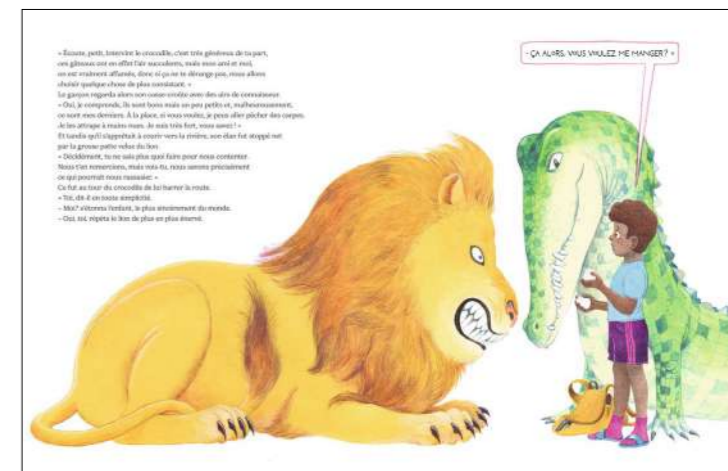 « Écoute, petit, intervint le crocodile, c'est très généreux de ta part,
ces gâteaux ont en effet l'air succulents, mais mon ami et moi,
on est vraiment affamés, donc si ça ne te dérange pas, nous allons
choisir quelque chose de plus consistant. »
Le garçon regarda alors son casse-croûte avec des airs de connaisseur.
« Oui, je comprends, ils sont bons mais un peu petits et, malheureusement,
ce sont mes derniers. À la place, si vous voulez, je peux aller pêcher des carpes.
Je les attrape à mains nues. Je suis très fort, vous savez ! »
Et tandis qu'il s'apprêtait à courir vers la rivière, son élan fut stoppé net
par la grosse patte velue du lion.
« Décidément, tu ne sais plus quoi faire pour nous contenter.
Nous t'en remercions, mais vois-tu, nous savons précisément
ce qui pourrait nous rassasier. »
Ce fut au tour du crocodile de lui barrer la route.
« Toi, dit-il en toute simplicité.
– Moi? s'étonna l'enfant, le plus sincèrement du monde.
– Oui, toi, répéta le lion de plus en plus énervé.
- ÇA ALORS, VOUS VOULEZ ME MANGER ? »